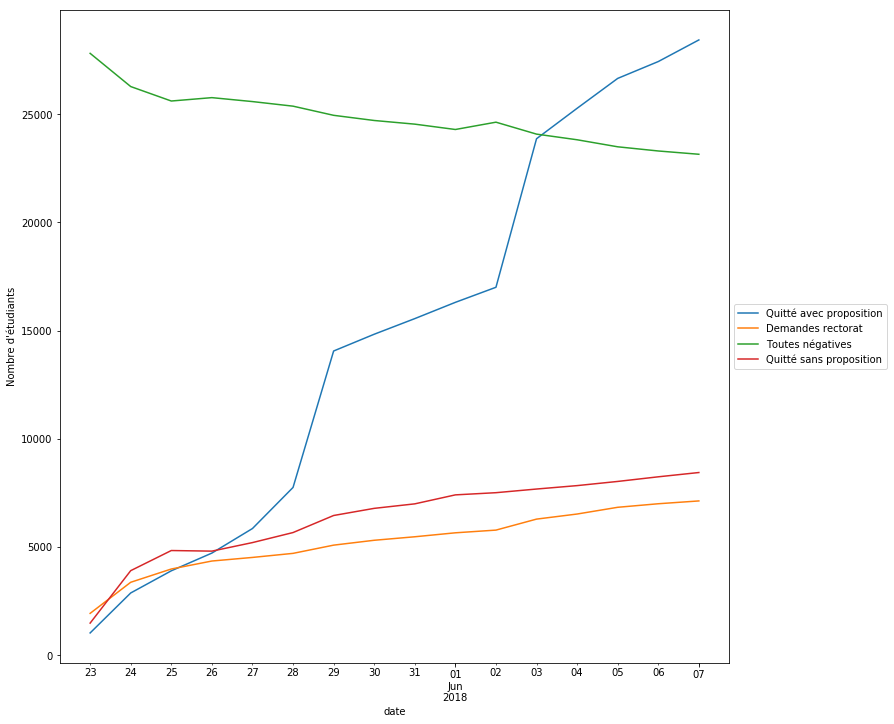 25000
20000
15000
10000
5000
0
Nombre d'étudiants
23 24 25 26 27 28 29 30 31 01 02 03 04 05 06 07
Jun
2018
date
Quitté avec proposition
Demandes rectorat
Toutes négatives
Quitté sans proposition